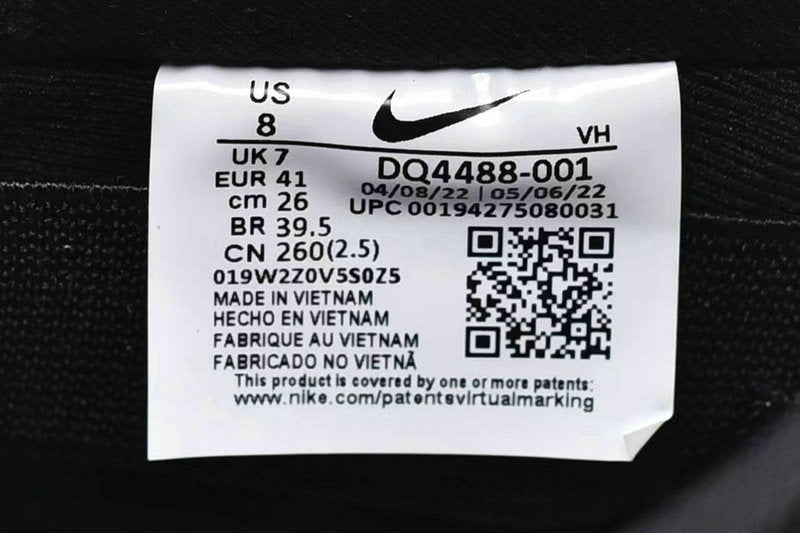 US
8
VH
UK 7
EUR 41
cm 26
BR 39.5
CN 260(2.5)
DQ4488-001
04/08/22 | 05/06/22
UPC 00194275080031
019W2Z0V5S0Z5
MADE IN VIETNAM
HECHO EN VIETNAM
FABRIQUE AU VIETNAM
FABRICADO NO VIETNÃ
This product is covered by one or more patents:
www.nike.com/patentsvirtualmarking